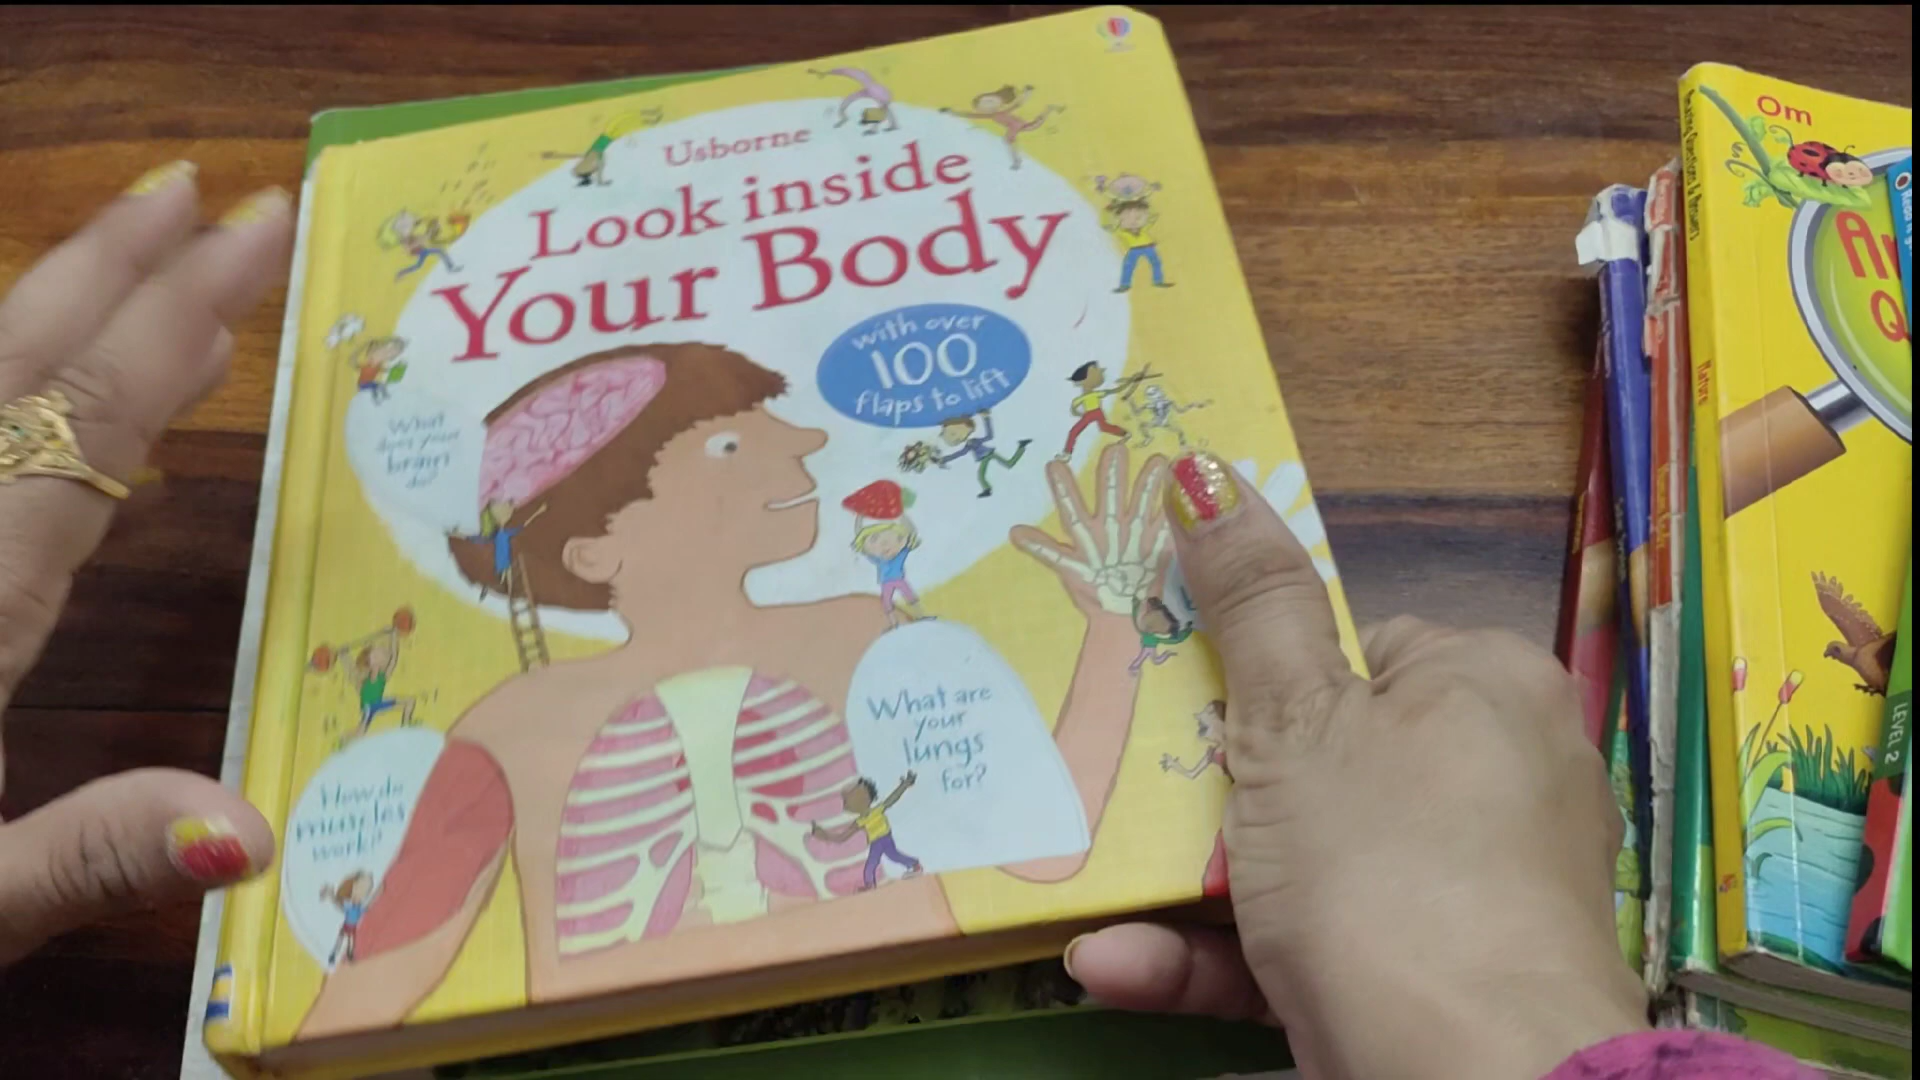 Usborne
Look inside
Your Body
with over
100
flaps to lift
What
does your
brain
do?
What are
your
lungs
for?
How do
muscles
work?
Om
Nature
LEVEL 2